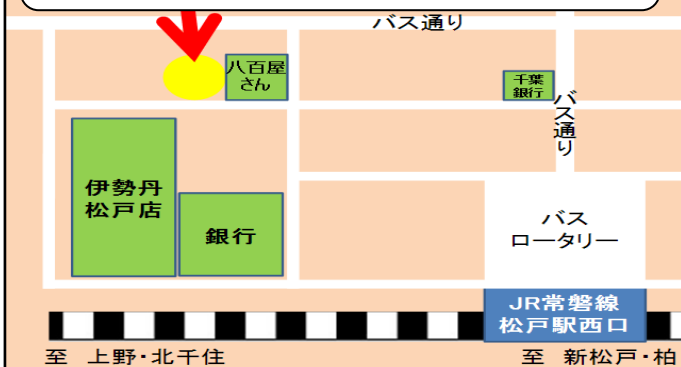 バス通り
八百屋
さん
千葉
銀行
バス通り
伊勢丹
松戸店
銀行
バス
ロータリー
JR常磐線
松戸駅西口
至 上野・北千住
至 新松戸・柏